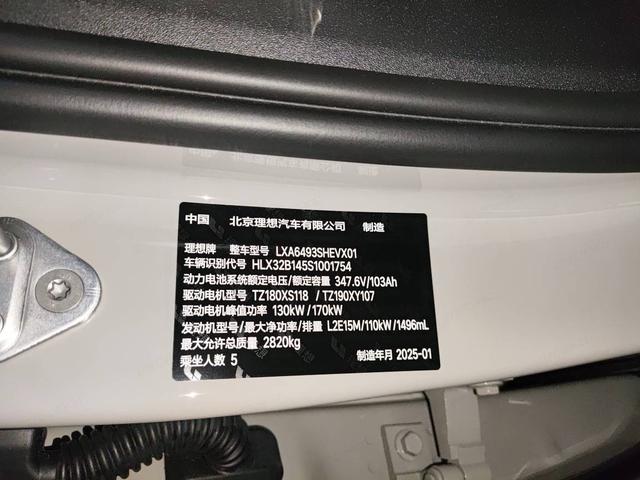 中国 北京理想汽车有限公司 制造
理想牌 整车型号 LXA6493SHEVX01
车辆识别代号 HLX32B145S1001754
动力电池系统额定电压/额定容量 347.6V/103Ah
驱动电机型号 TZ180XS118 / TZ190XY107
驱动电机峰值功率 130kW / 170kW
发动机型号/最大净功率/排量 L2E15M/110kW/1496mL
最大允许总质量 2820kg
乘坐人数 5 制造年月 2025-01